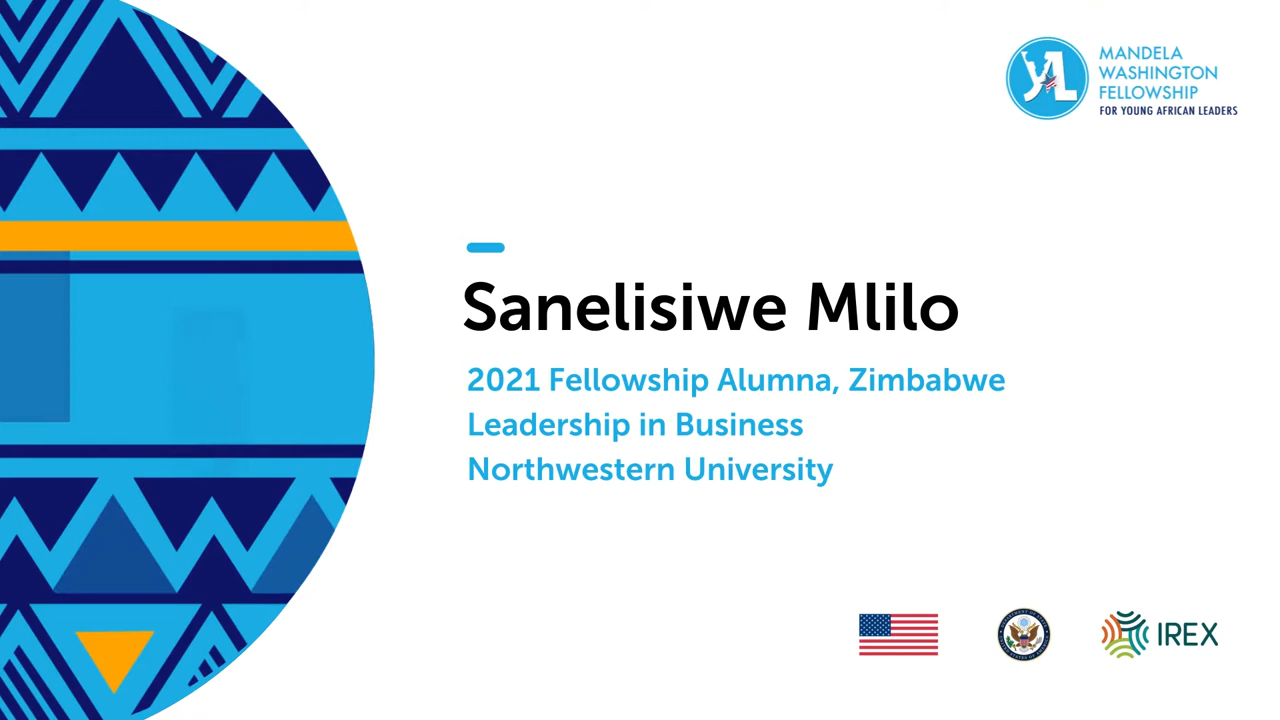 MANDELA
WASHINGTON
FELLOWSHIP
FOR YOUNG AFRICAN LEADERS
Sanelisiwe Mlilo
2021 Fellowship Alumna, Zimbabwe
Leadership in Business
Northwestern University
IREX